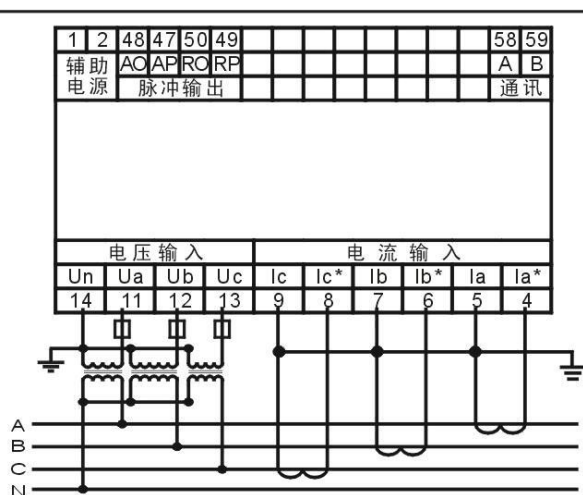 1 2 48 47 50 49 58 59
辅助 AO AP RO RP A B
电源 脉冲输出 通讯
电压输入 电流输入
Un Ua Ub Uc Ic Ic* Ib Ib* Ia Ia*
14 11 12 13 9 8 7 6 5 4
A
B
C
N